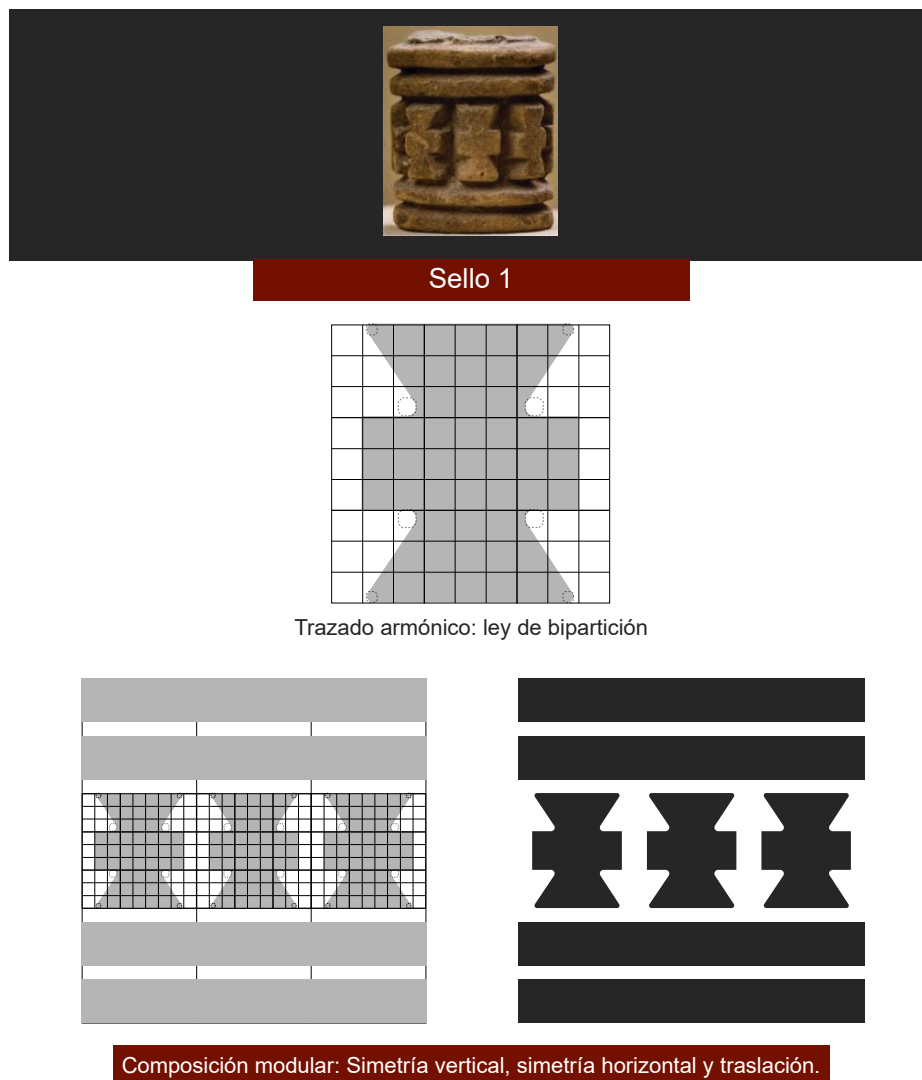 Sello 1
Trazado armónico: ley de bipartición
Composición modular: Simetría vertical, simetría horizontal y traslación.